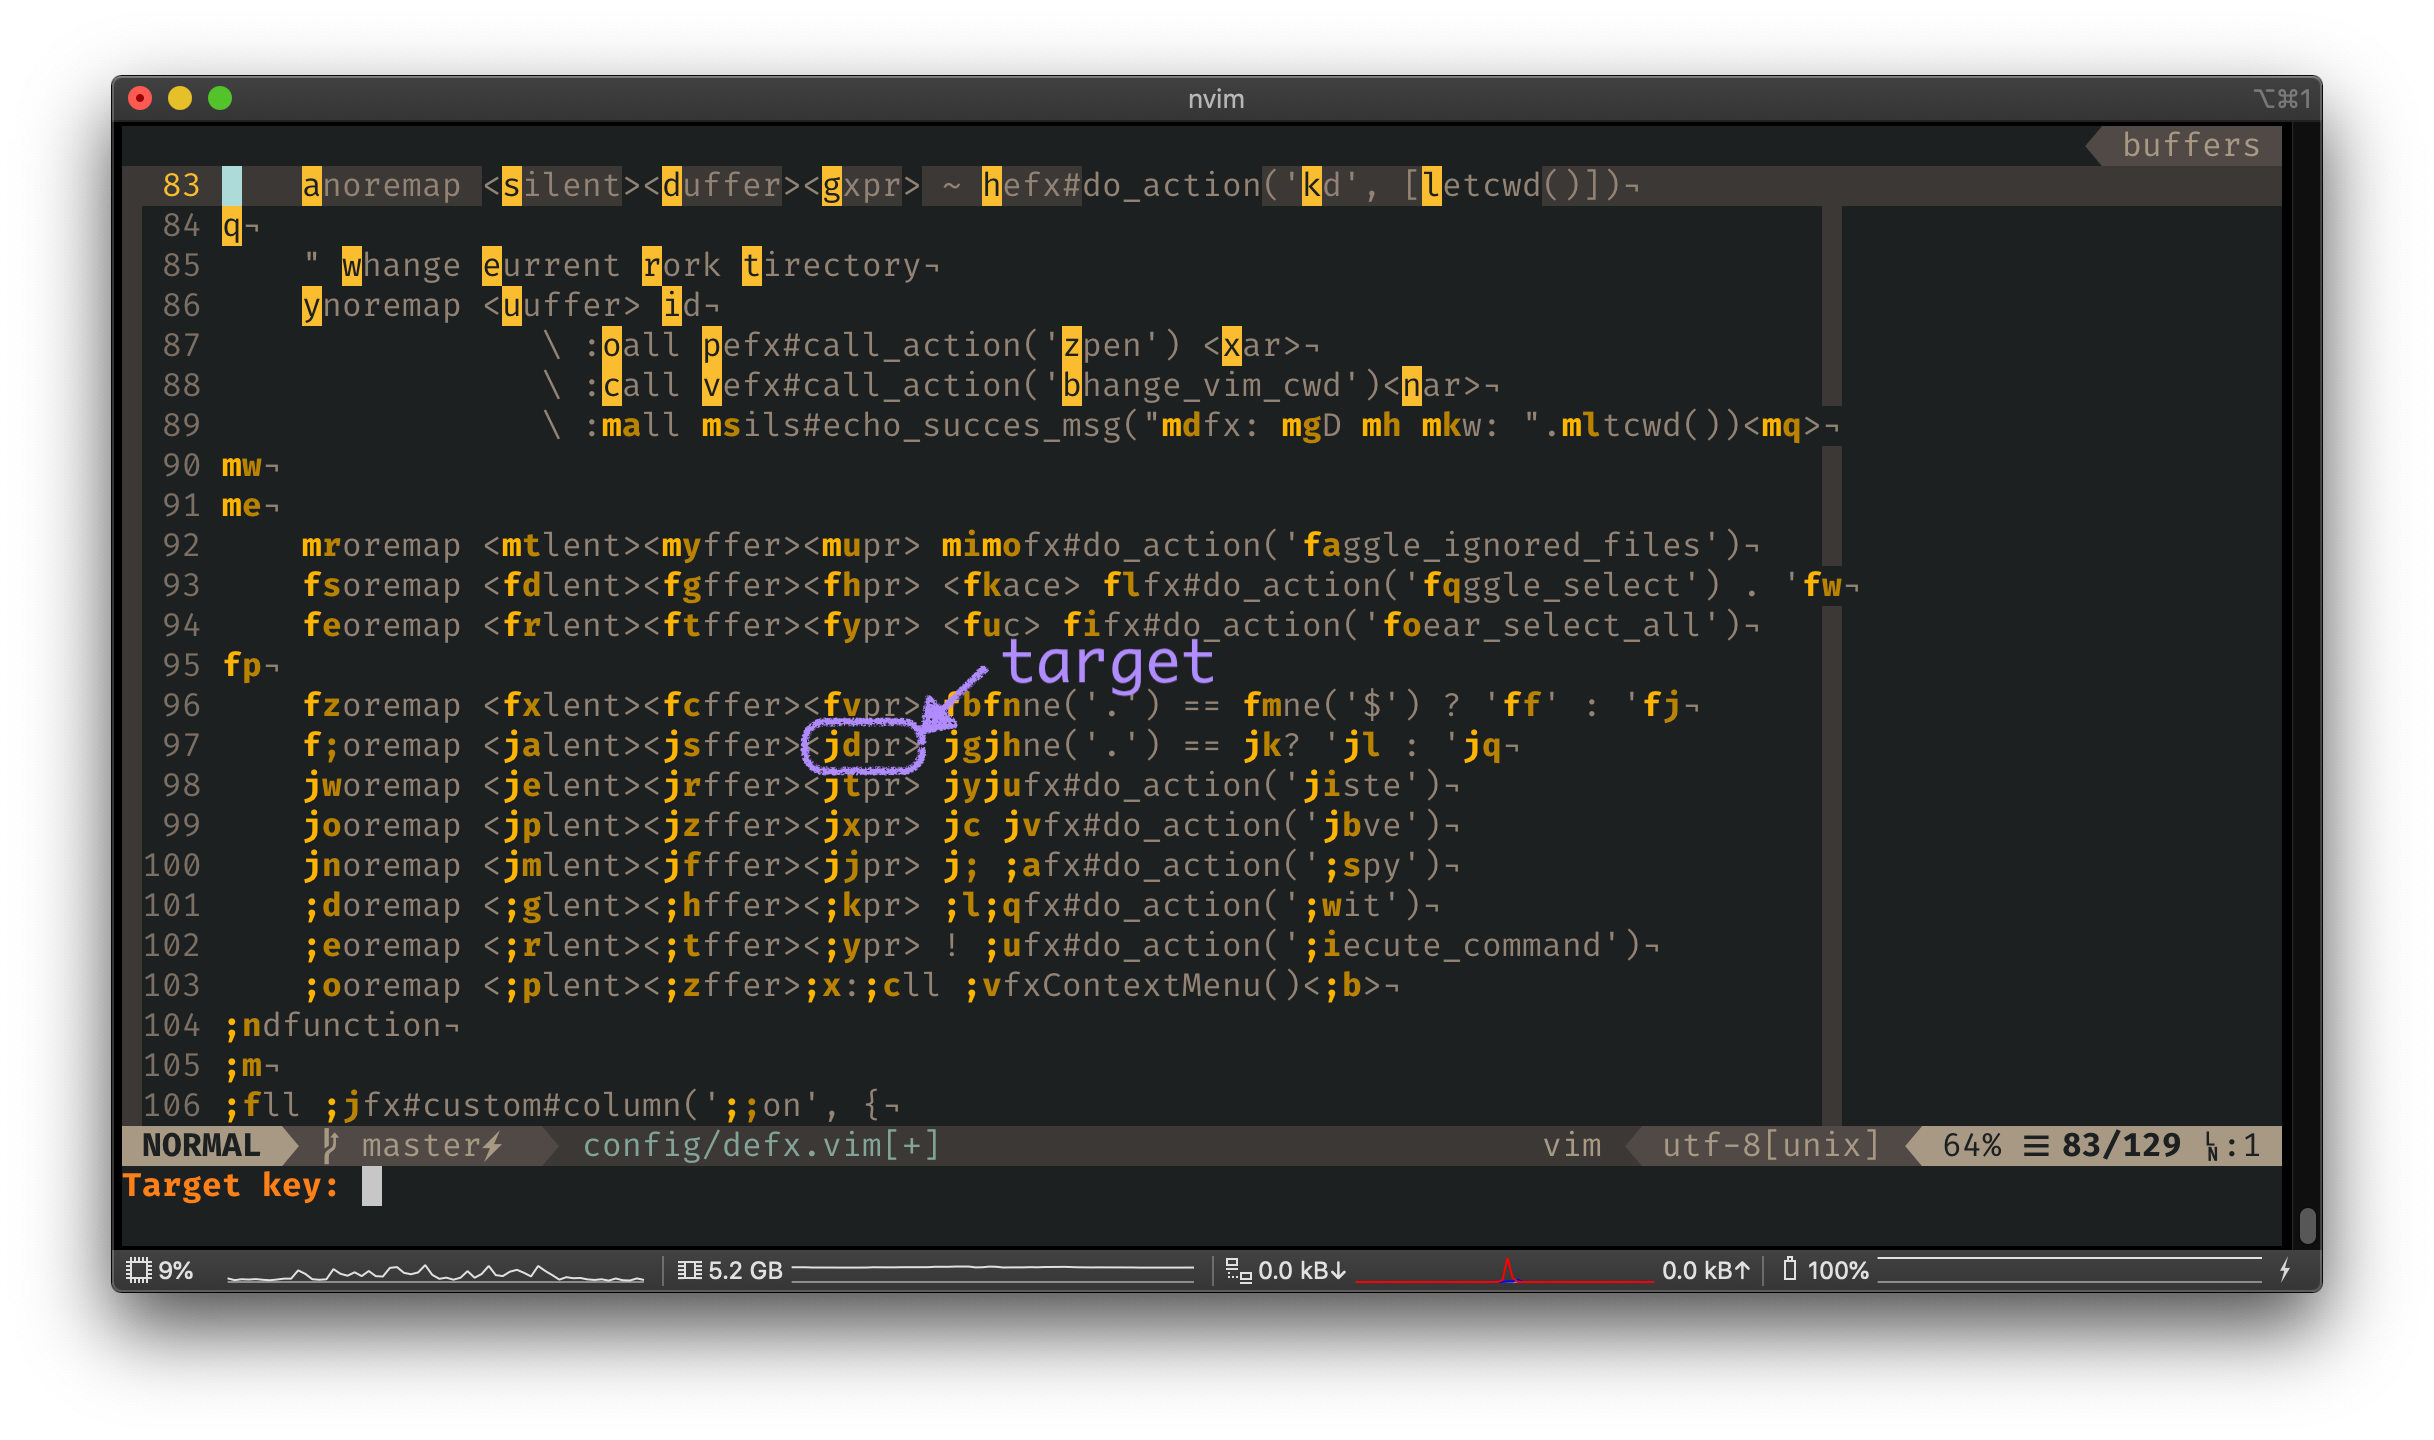 nvim
⌥⌘1
buffers
83     anoremap <silent><duffer><gxpr> ~ hefx#do_action('kd', [letcwd()])¬
84 q¬
85     " whange eurrent rork tirectory¬
86     ynoremap <uuffer> id¬
87                 \ :oall pefx#call_action('zpen') <xar>¬
88                 \ :call vefx#call_action('bhange_vim_cwd')<nar>¬
89                 \ :mall msils#echo_succes_msg("mdfx: mgD mh mkw: ".mltcwd())<mq>¬
90 mw¬
91 me¬
92     mroremap <mtlent><myffer><mupr> mimofx#do_action('faggle_ignored_files')¬
93     fsoremap <fdlent><fgffer><fhpr> <fkace> flfx#do_action('fqggle_select') . 'fw¬
94     feoremap <frlent><ftffer><fypr> <fuc> fifx#do_action('foear_select_all')¬
95 fp¬
target
96     fzoremap <fxlent><fcffer><fvpr> fbfnne('.') == fmne('$') ? 'ff' : 'fj¬
97     f;oremap <jalent><jsffer><jdpr> jgjhne('.') == jk? 'jl : 'jq¬
98     jworemap <jelent><jrffer><jtpr> jyjufx#do_action('jiste')¬
99     jooremap <jplent><jzffer><jxpr> jc jvfx#do_action('jbve')¬
100     jnoremap <jmlent><jfffer><jjpr> j; ;afx#do_action(';spy')¬
101     ;doremap <;glent><;hffer><;kpr> ;l;qfx#do_action(';wit')¬
102     ;eoremap <;rlent><;tffer><;ypr> ! ;ufx#do_action(';iecute_command')¬
103     ;ooremap <;plent><;zffer>;x:;cll ;vfxContextMenu()<;b>¬
104 ;ndfunction¬
105 ;m¬
106 ;fll ;jfx#custom#column(';;on', {¬
NORMAL master⚡ config/defx.vim[+] vim utf-8[unix] 64% ☰ 83/129 LN:1
Target key:
9% 5.2 GB 0.0 kB↓ 0.0 kB↑ 100%